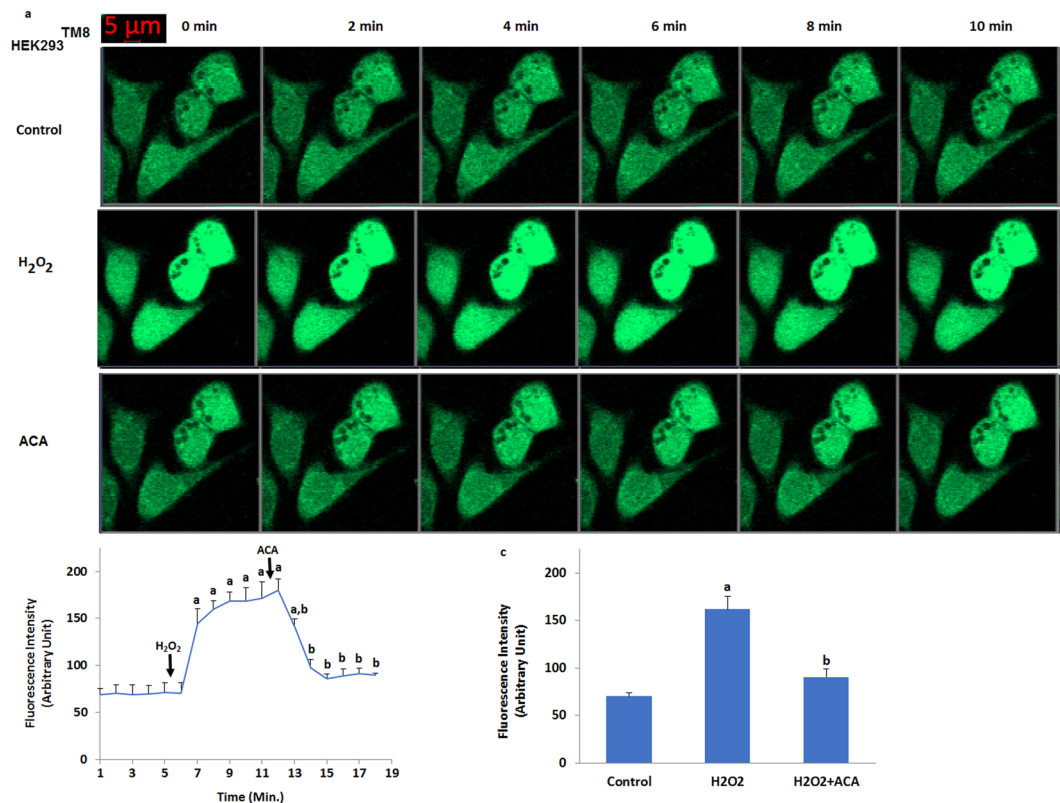 a
5 µm
HEK293 TM8
0 min 2 min 4 min 6 min 8 min 10 min
Control
H₂O₂
ACA
Fluorescence Intensity
(Arbitrary Unit)
200
150
100
50
0
H₂O₂
ACA
a a a a a a a,b b b b b b
1 3 5 7 9 11 13 15 17 19
Time (Min.)
c
Fluorescence Intensity
(Arbitrary Unit)
200
150
100
50
0
a
b
Control H2O2 H2O2+ACA